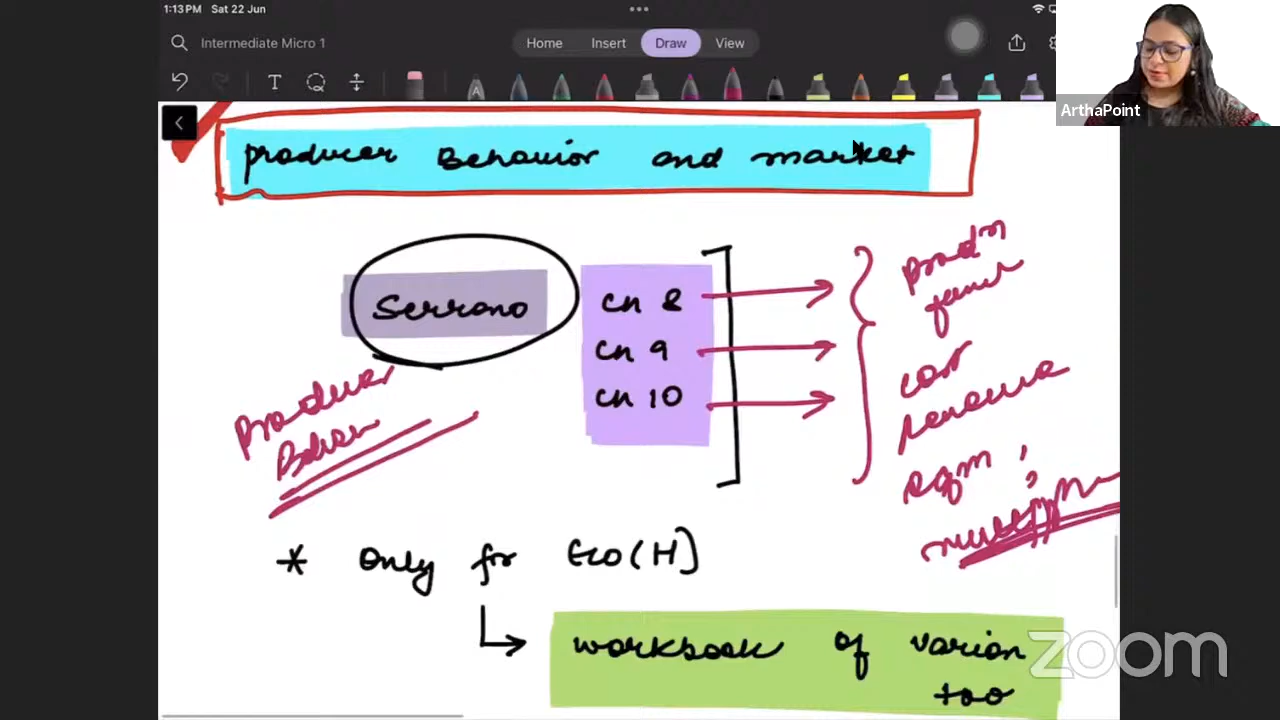 1:13 PM Sat 22 Jun
Intermediate Micro 1
Home Insert Draw View
ArthaPoint
producer Behavior and market
Serrano
Ch 8
Ch 9
Ch 10
prodn
func
cost
revenue
eqm ,
Producer
Behav
* Only for Eco(H)
workbook of varian
too
zoom